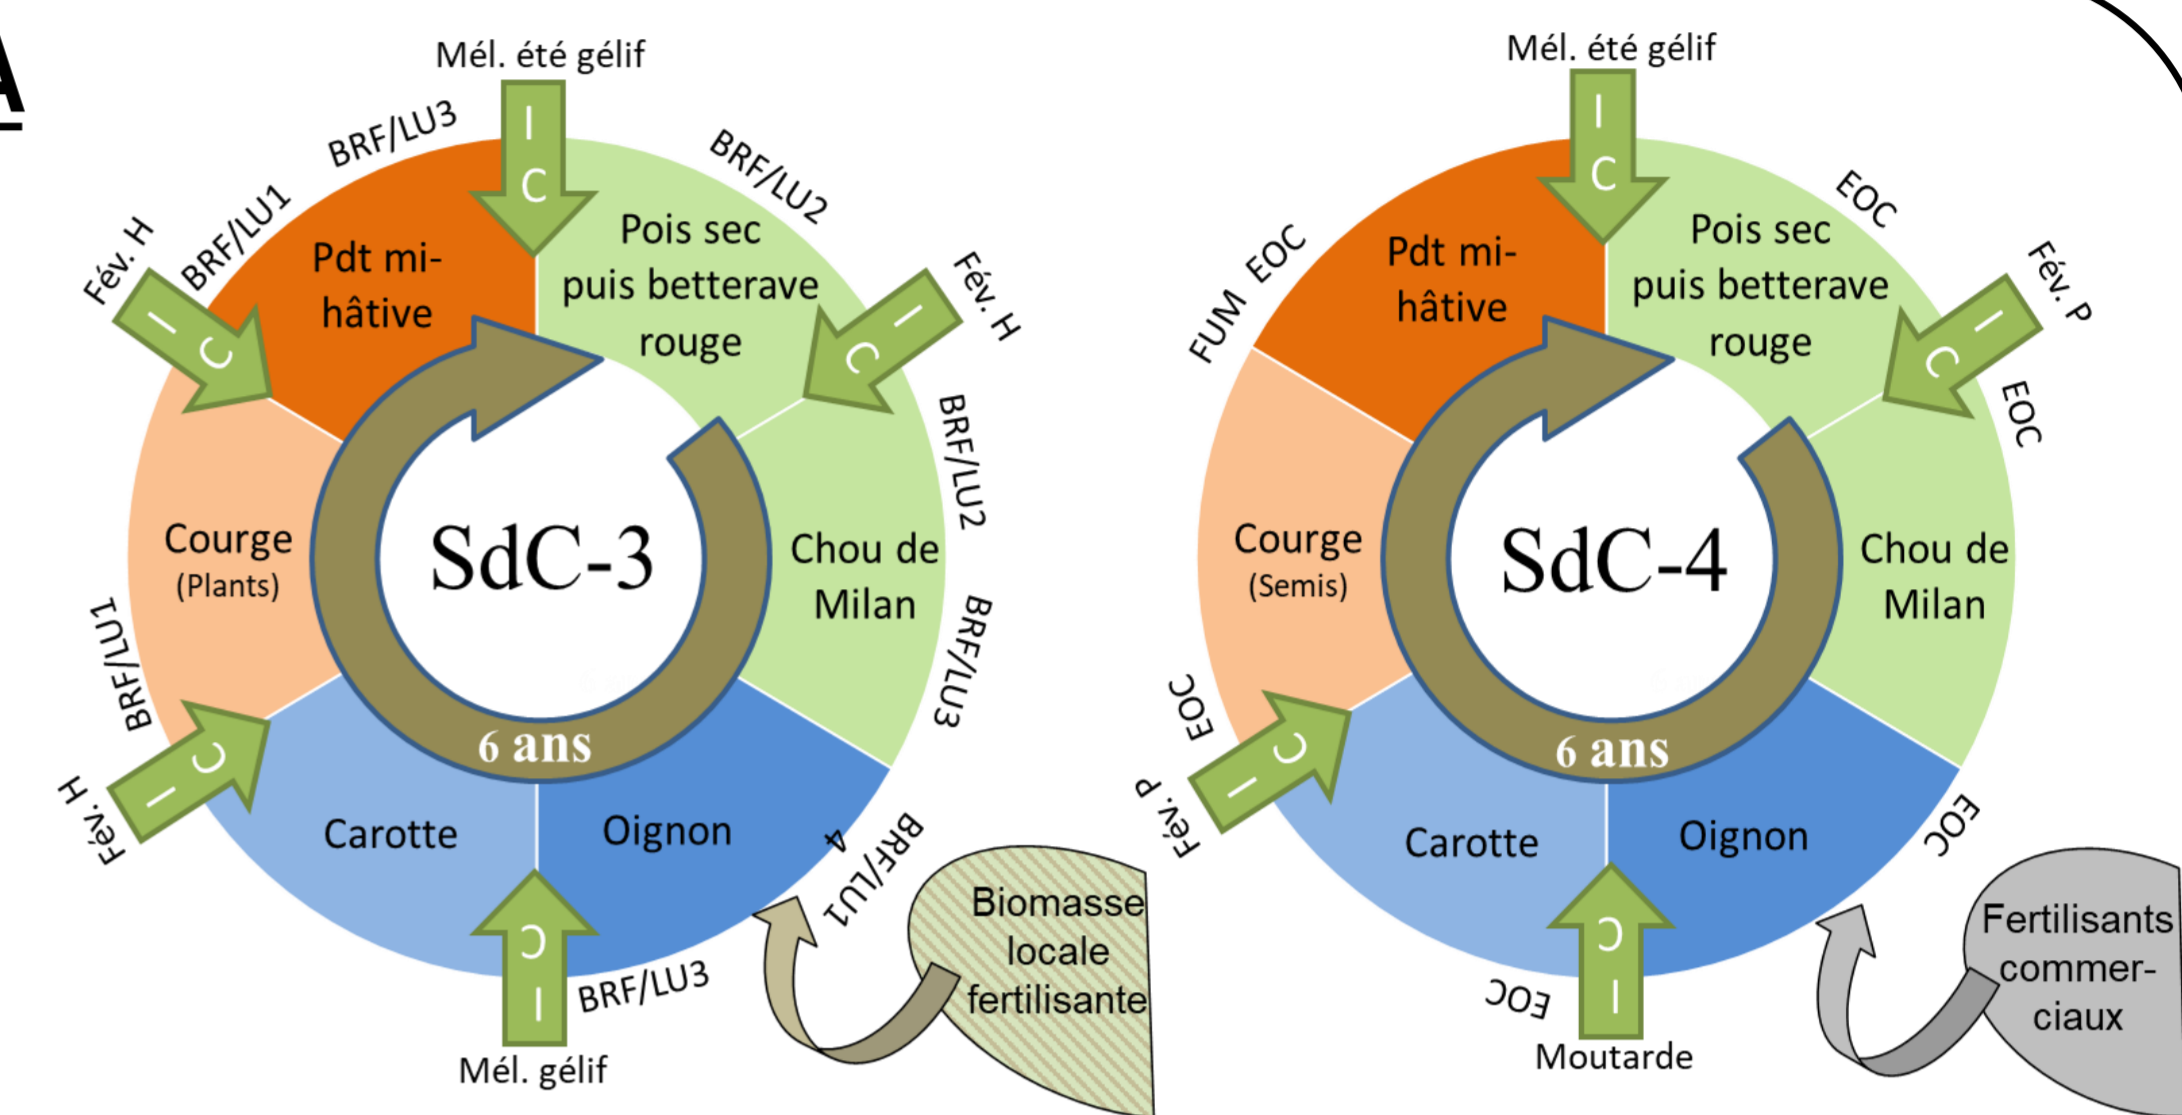 A
Mél. été gélif
BRF/LU3
BRF/LU1
BRF/LU2
Fév. H
Fév. H
I
C
I
C
I
C
Pdt mi-
hâtive
Pois sec
puis betterave
rouge
BRF/LU2
Courge
(Plants)
SdC-3
Chou de
Milan
BRF/LU1
BRF/LU3
6 ans
Fév. H
I
C
Carotte
Oignon
BRF/LU1
4
C
I
BRF/LU3
Mél. gélif
Biomasse
locale
fertilisante
Mél. été gélif
I
C
EOC
FUM EOC
Fév. P
I
C
Pdt mi-
hâtive
Pois sec
puis betterave
rouge
EOC
Courge
(Semis)
SdC-4
Chou de
Milan
EOC
6 ans
Fév. P
I
C
Carotte
Oignon
EOC
EOC
C
I
Moutarde
Fertilisants
commer-
ciaux